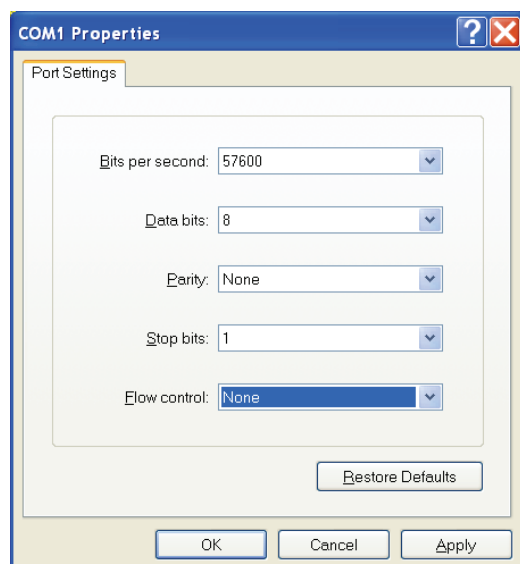 COM1 Properties
Port Settings
Bits per second: 57600
Data bits: 8
Parity: None
Stop bits: 1
Flow control: None
Restore Defaults
OK Cancel Apply